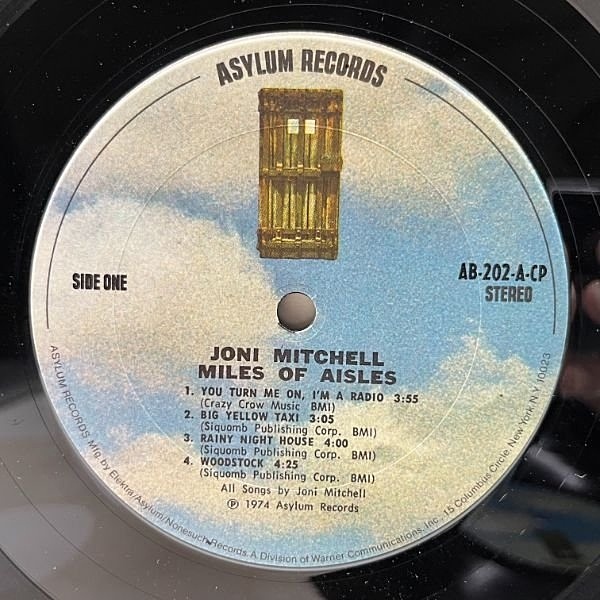 ASYLUM RECORDS
SIDE ONE
AB-202-A-CP
STEREO
JONI MITCHELL
MILES OF AISLES
1. YOU TURN ME ON, I'M A RADIO 3:55
(Crazy Crow Music BMI)
2. BIG YELLOW TAXI 3:05
(Siquomb Publishing Corp. BMI)
3. RAINY NIGHT HOUSE 4:00
(Siquomb Publishing Corp. BMI)
4. WOODSTOCK 4:25
(Siquomb Publishing Corp. BMI)
All Songs by Joni Mitchell
℗ 1974 Asylum Records
ASYLUM RECORDS Mfg. by Elektra/Asylum/Nonesuch Records, A Division of Warner Communications, Inc. 15 Columbus Circle, New York N.Y. 10023